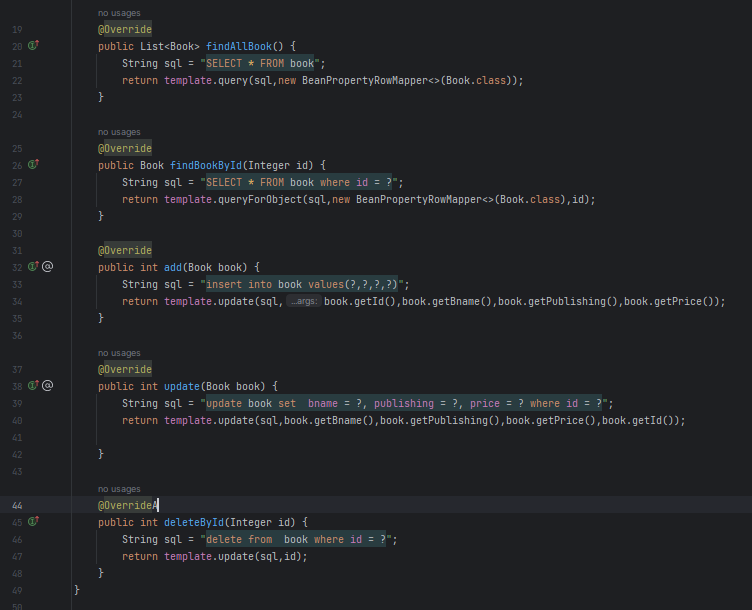 no usages
19 @Override
20 public List<Book> findAllBook() {
21 String sql = "SELECT * FROM book";
22 return template.query(sql,new BeanPropertyRowMapper<>(Book.class));
23 }
24
no usages
25 @Override
26 public Book findBookById(Integer id) {
27 String sql = "SELECT * FROM book where id = ?";
28 return template.queryForObject(sql,new BeanPropertyRowMapper<>(Book.class),id);
29 }
30
31 @Override
32 public int add(Book book) {
33 String sql = "insert into book values(?,?,?,?)";
34 return template.update(sql, ...args: book.getId(),book.getBname(),book.getPublishing(),book.getPrice());
35 }
36
no usages
37 @Override
38 public int update(Book book) {
39 String sql = "update book set  bname = ?, publishing = ?, price = ? where id = ?";
40 return template.update(sql,book.getBname(),book.getPublishing(),book.getPrice(),book.getId());
41
42 }
43
no usages
44 @OverrideA
45 public int deleteById(Integer id) {
46 String sql = "delete from  book where id = ?";
47 return template.update(sql,id);
48 }
49 }
50